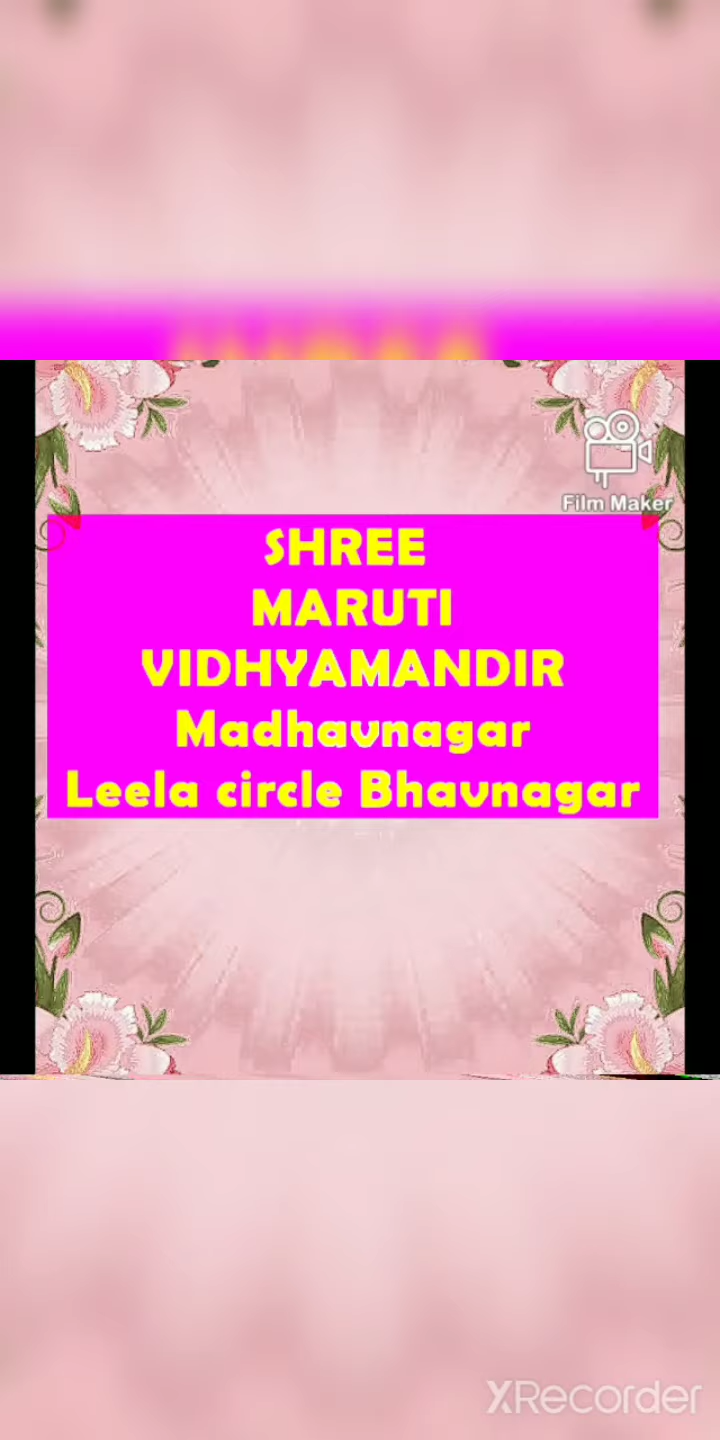 Film Maker
SHREE
MARUTI
VIDHYAMANDIR
Madhavnagar
Leela circle Bhavnagar
XRecorder